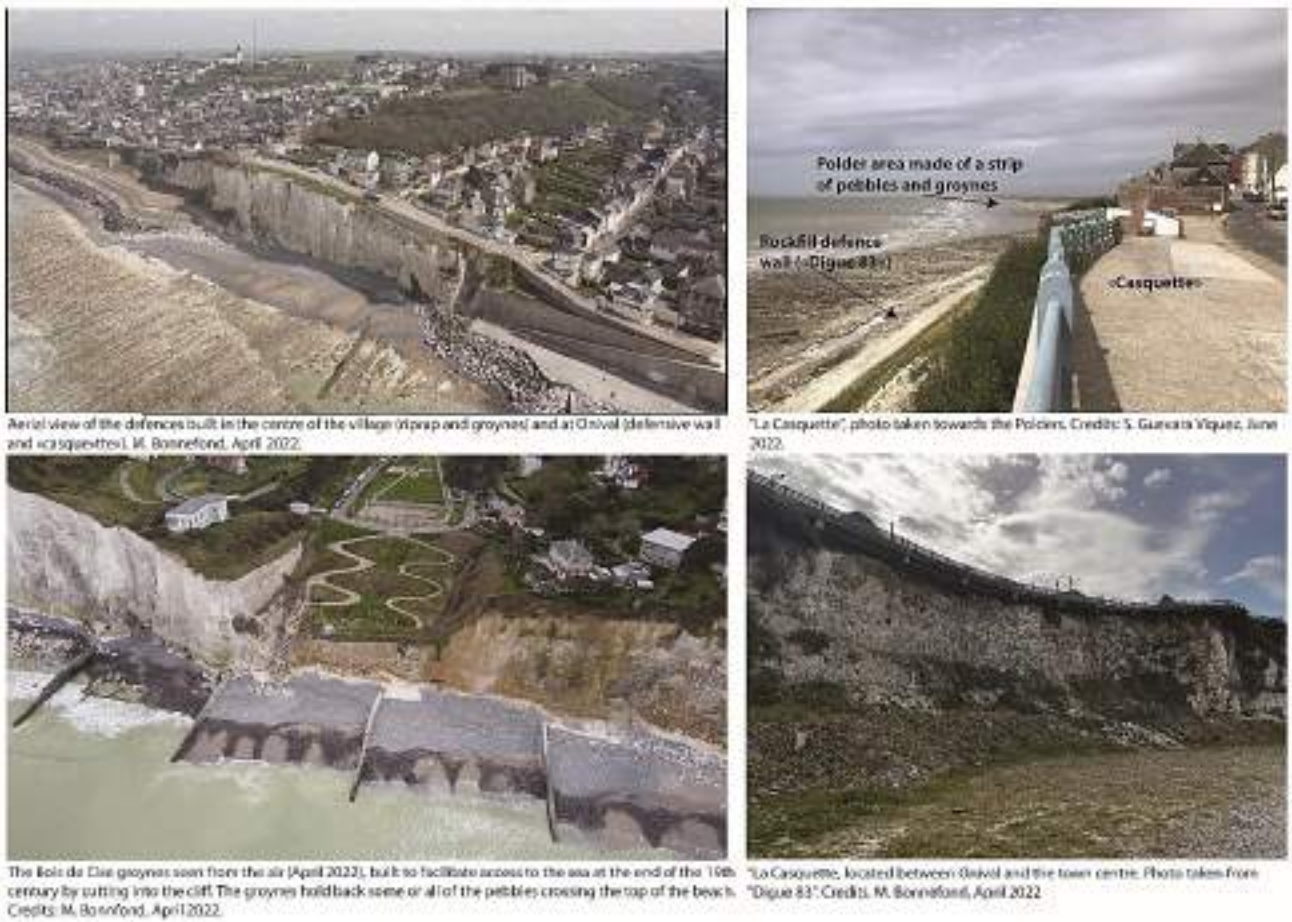 Polder area made of a strip
of pebbles and groynes
Rockfill defence
wall («Digue 83»)
«Casquette»
Aerial view of the defences built in the centre of the village (riprap and groynes) and at Onival (defensive wall
and «casquette»). M. Bonnefond, April 2022.
"La Casquette", photo taken towards the Polders. Credits: S. Guevara Viquez, June
2022.
The Bois de Cise groynes seen from the air (April 2022), built to facilitate access to the sea at the end of the 19th
century by cutting into the cliff. The groynes hold back some or all of the pebbles crossing the top of the beach.
Credits: M. Bonnfond, April 2022.
"La Casquette, located between Onival and the town centre. Photo taken from
"Digue 83". Credits. M. Bonnefond, April 2022